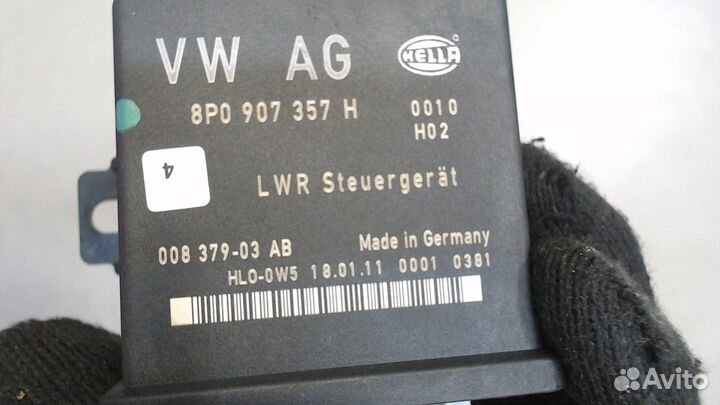 VW AG HELLA
8P0 907 357 H 0010
H02
4
LWR Steuergerät
008 379-03 AB Made in Germany
HLO-0W5 18.01.11 0001 0381
Avito